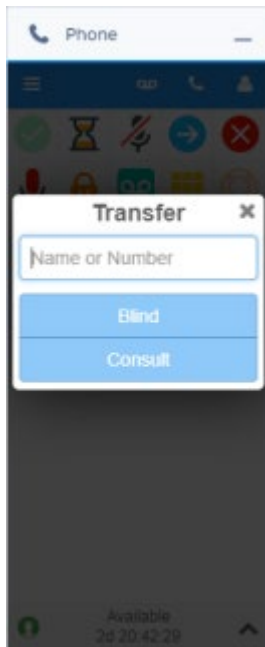 Phone
Transfer
Name or Number
Blind
Consult
Available
2d 20:42:29